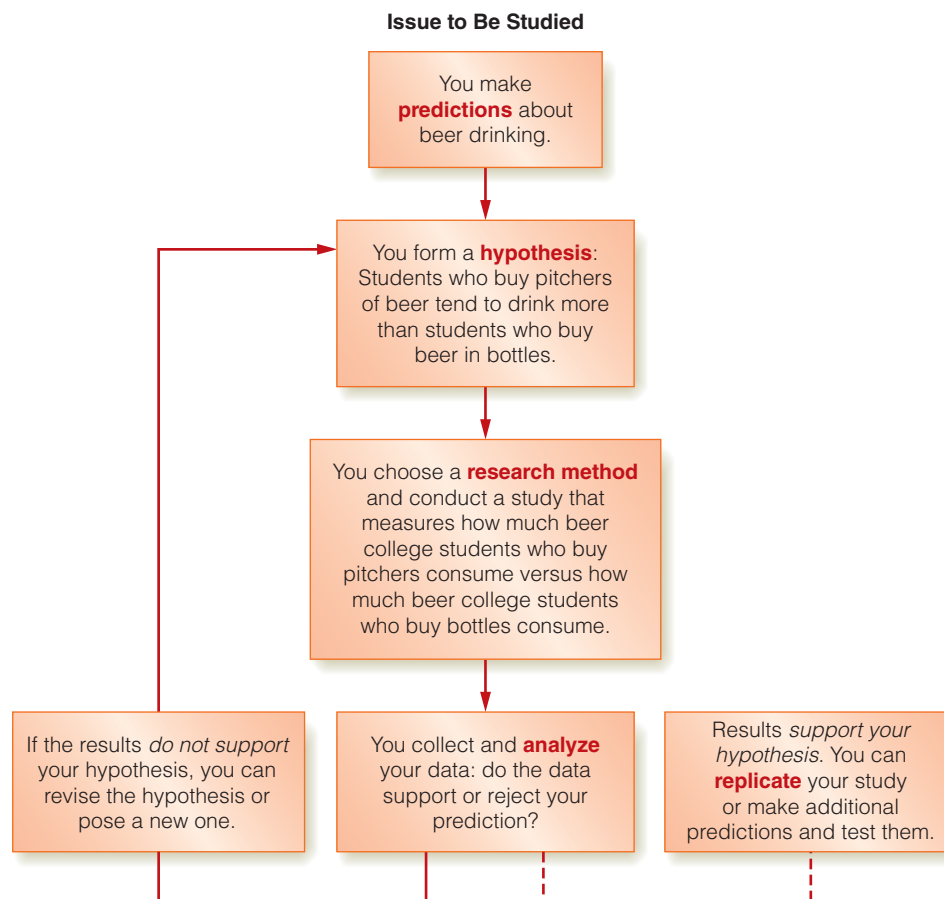 Issue to Be Studied
You make
predictions about
beer drinking.
You form a hypothesis:
Students who buy pitchers
of beer tend to drink more
than students who buy
beer in bottles.
You choose a research method
and conduct a study that
measures how much beer
college students who buy
pitchers consume versus how
much beer college students
who buy bottles consume.
If the results do not support
your hypothesis, you can
revise the hypothesis or
pose a new one.
You collect and analyze
your data: do the data
support or reject your
prediction?
Results support your
hypothesis. You can
replicate your study
or make additional
predictions and test them.